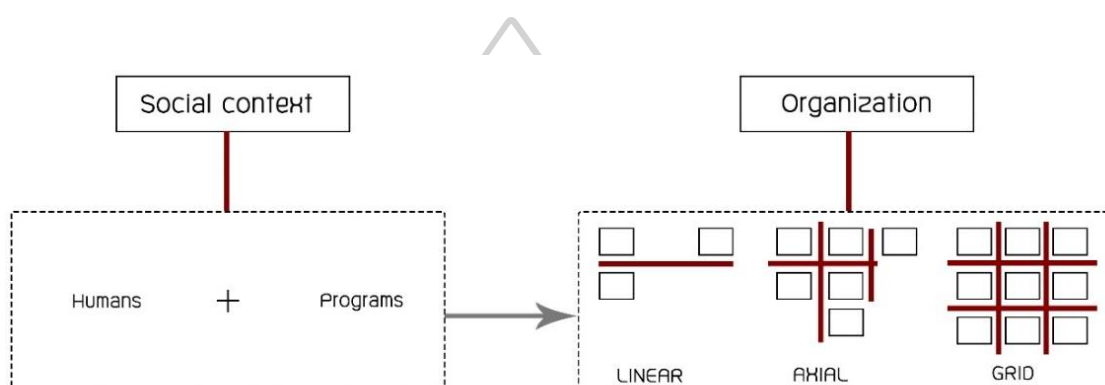 Social context
Organization
Humans + Programs
LINEAR
AXIAL
GRID